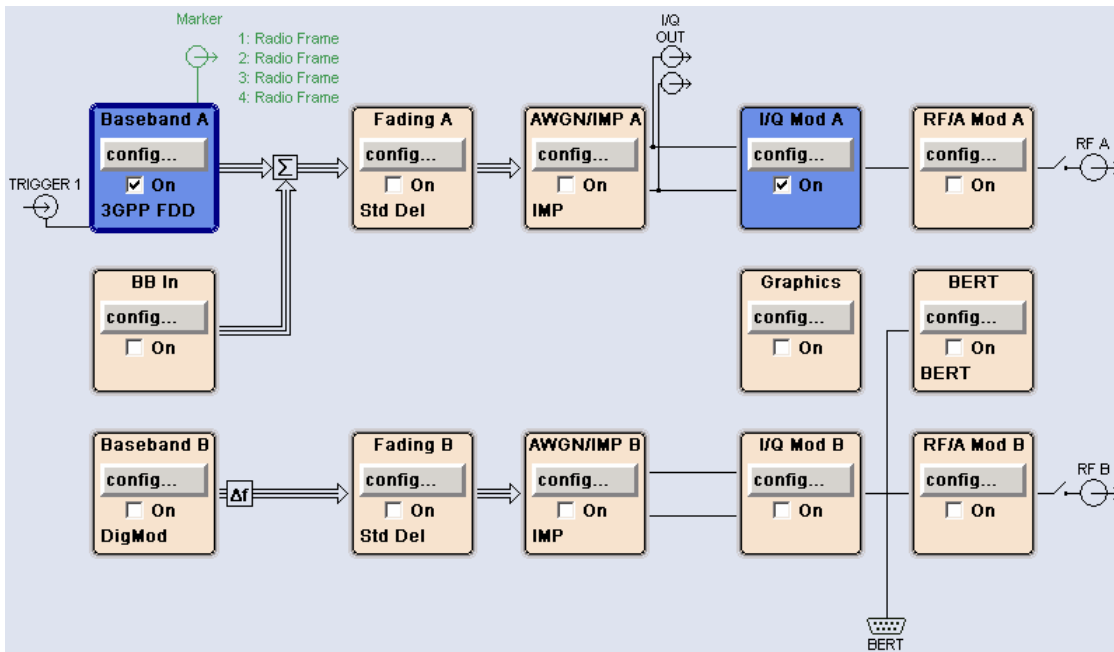 Marker
1: Radio Frame
2: Radio Frame
3: Radio Frame
4: Radio Frame
I/Q
OUT
TRIGGER 1
Baseband A
config...
On
3GPP FDD
Σ
Fading A
config...
On
Std Del
AWGN/IMP A
config...
On
IMP
I/Q Mod A
config...
On
RF/A Mod A
config...
On
RF A
BB In
config...
On
Graphics
config...
On
BERT
config...
On
BERT
Baseband B
config...
On
DigMod
Δf
Fading B
config...
On
Std Del
AWGN/IMP B
config...
On
IMP
I/Q Mod B
config...
On
RF/A Mod B
config...
On
RF B
BERT